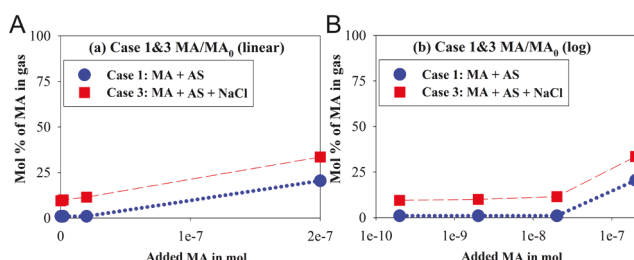 A
(a) Case 1&3 MA/MA₀ (linear)
Case 1: MA + AS
Case 3: MA + AS + NaCl
Mol % of MA in gas
100
75
50
25
0
0
1e-7
2e-7
Added MA in mol
B
(b) Case 1&3 MA/MA₀ (log)
Case 1: MA + AS
Case 3: MA + AS + NaCl
Mol % of MA in gas
100
75
50
25
0
1e-10
1e-9
1e-8
1e-7
Added MA in mol